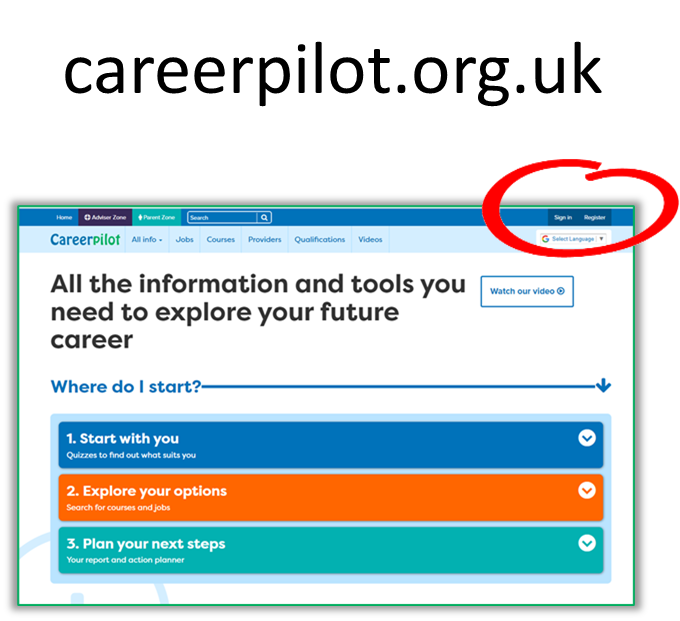 careerpilot.org.uk
Home Adviser Zone Parent Zone Search Sign in Register
Careerpilot All info Jobs Courses Providers Qualifications Videos G Select Language
All the information and tools you
need to explore your future
career
Watch our video
Where do I start?
1. Start with you
Quizzes to find out what suits you
2. Explore your options
Search for courses and jobs
3. Plan your next steps
Your report and action planner